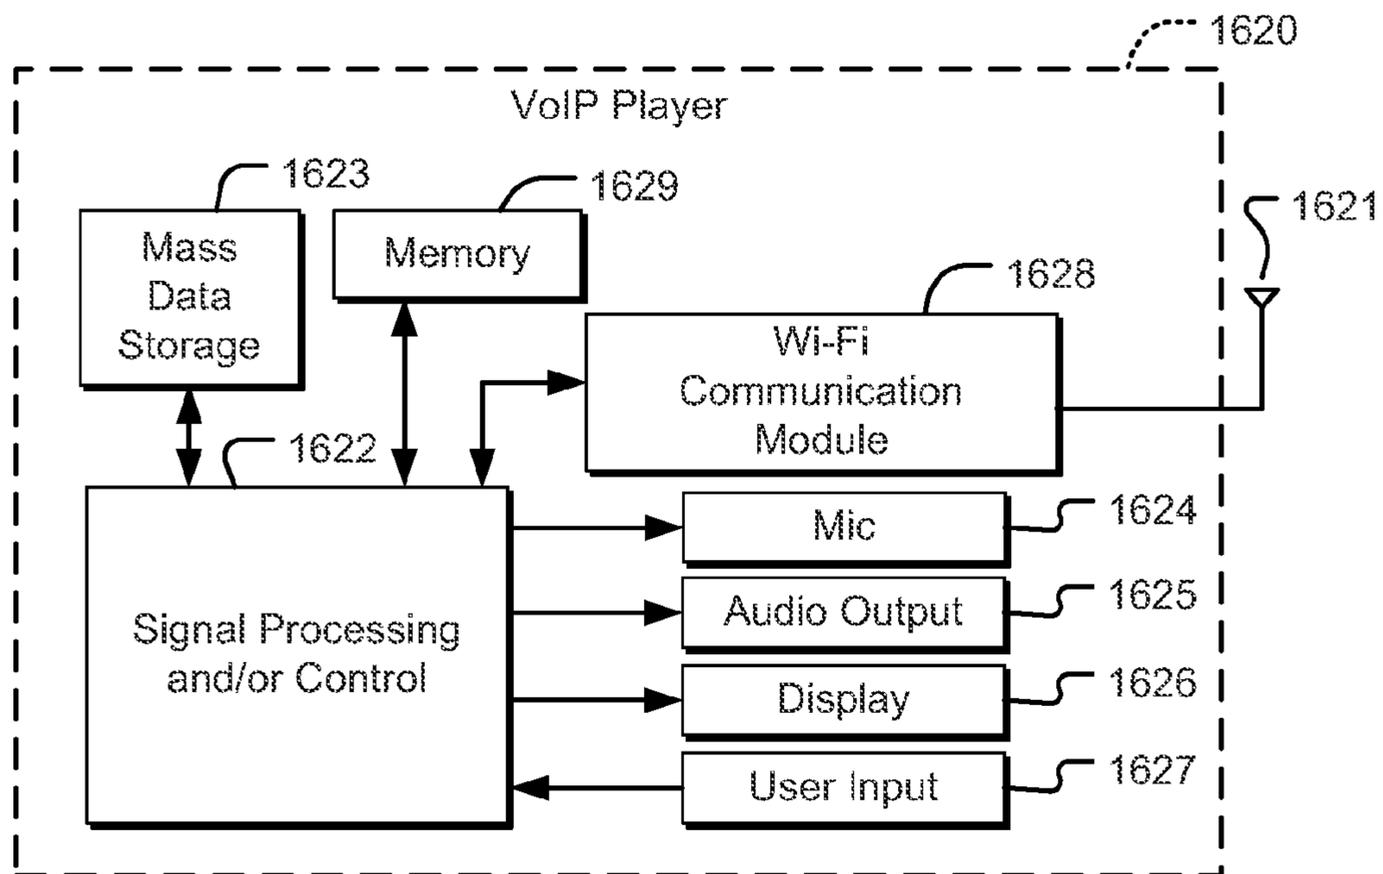 1620
VoIP Player
1623
1629
1621
Mass
Data
Storage
Memory
1628
Wi-Fi
Communication
Module
1622
Signal Processing
and/or Control
Mic
1624
Audio Output
1625
Display
1626
User Input
1627